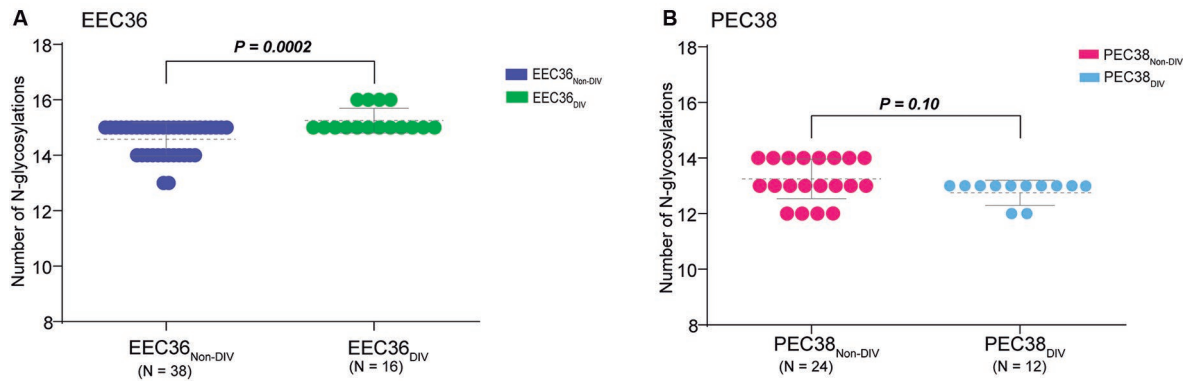 A
EEC36
Number of N-glycosylations
18
16
14
12
10
8
P = 0.0002
EEC36Non-DIV
EEC36DIV
EEC36Non-DIV
(N = 38)
EEC36DIV
(N = 16)
B
PEC38
Number of N-glycosylations
18
16
14
12
10
8
P = 0.10
PEC38Non-DIV
PEC38DIV
PEC38Non-DIV
(N = 24)
PEC38DIV
(N = 12)